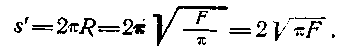 s' = 2πR = 2π √(F/π) = 2√(πF).